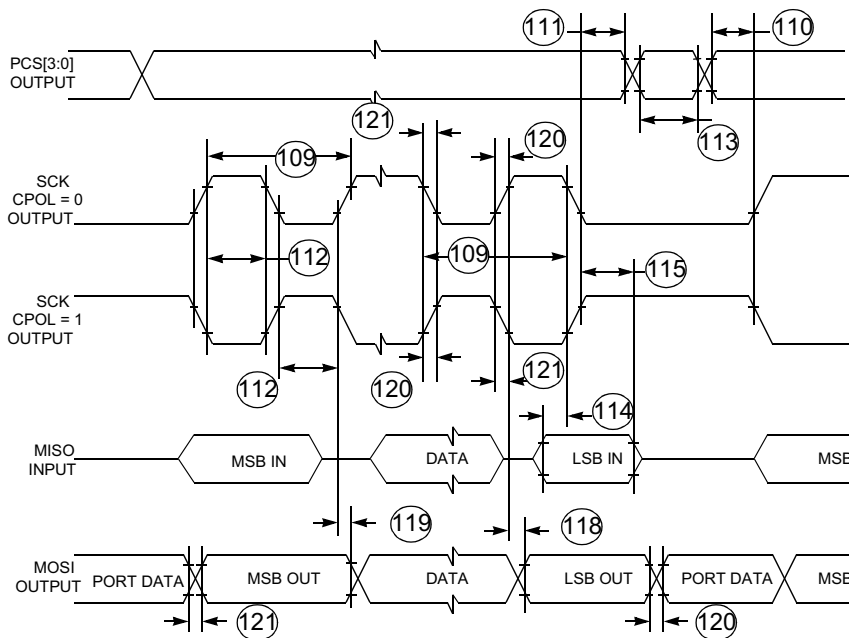 111
110
PCS[3:0]
OUTPUT
121
120
113
109
SCK
CPOL = 0
OUTPUT
112
109
115
SCK
CPOL = 1
OUTPUT
112
120
121
114
MISO
INPUT
MSB IN
DATA
LSB IN
MSB
119
118
MOSI
OUTPUT
PORT DATA
MSB OUT
DATA
LSB OUT
PORT DATA
MSB
121
120